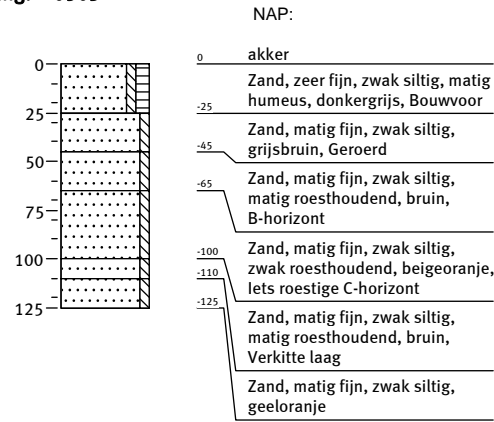 NAP:
0
25
50
75
100
125
0
akker
-25
Zand, zeer fijn, zwak siltig, matig
humeus, donkergrijs, Bouwvoor
-45
Zand, matig fijn, zwak siltig,
grijsbruin, Geroerd
-65
Zand, matig fijn, zwak siltig,
matig roesthoudend, bruin,
B-horizont
-100
Zand, matig fijn, zwak siltig,
zwak roesthoudend, beigeoranje,
Iets roestige C-horizont
-110
Zand, matig fijn, zwak siltig,
matig roesthoudend, bruin,
Verkitte laag
-125
Zand, matig fijn, zwak siltig,
geeloranje